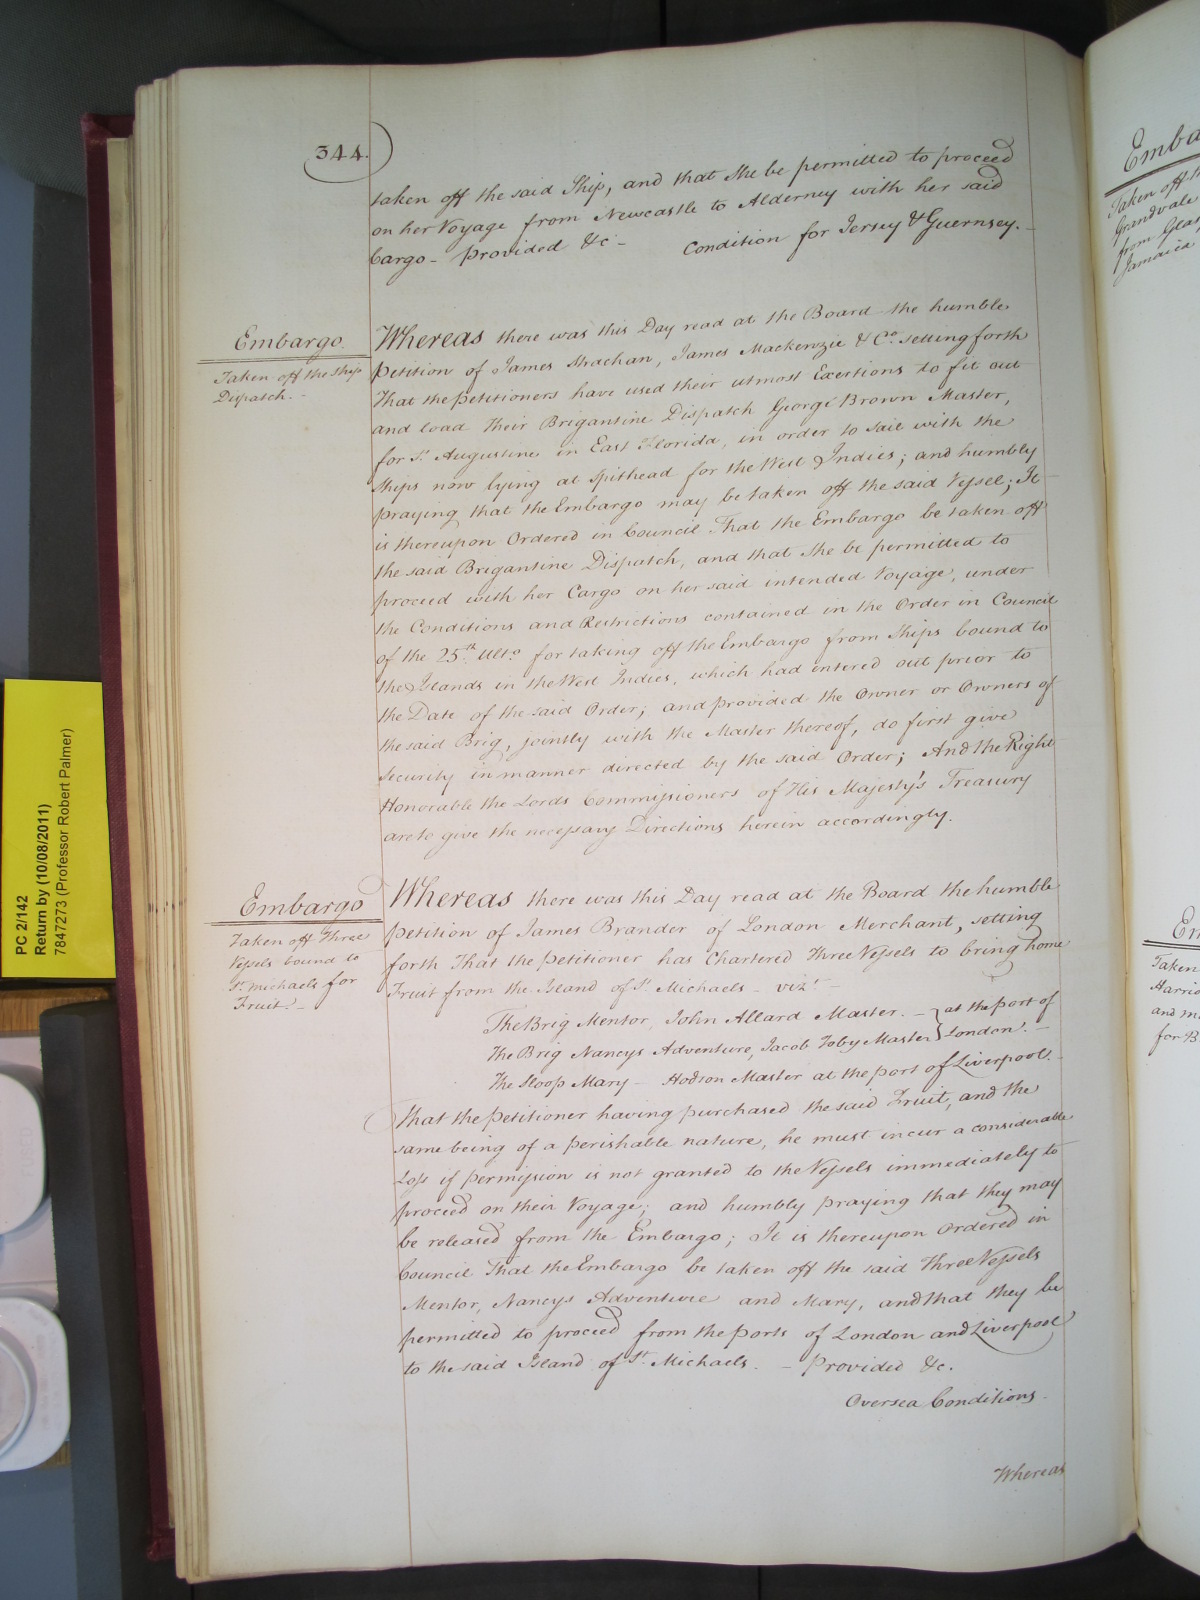 344.
taken off the said Ship, and that She be permitted to proceed
on her Voyage from Newcastle to Alderney with her said
Cargo - provided &c - Condition for Jersey & Guernsey. -
Embargo.
Taken off the Ship
Dispatch. -
Whereas there was this Day read at the Board the humble
Petition of James Strachan, James Mackenzie & Co. setting forth
That the Petitioners have used their utmost Exertions to fit out
and load their Brigantine Dispatch George Brown Master,
for St. Augustine in East Florida, in order to sail with the
Ships now lying at Spithead for the West Indies; and humbly
praying that the Embargo may be taken off the said Vessel; It
is thereupon Ordered in Council That the Embargo be taken off
the said Brigantine Dispatch, and that She be permitted to
proceed with her Cargo on her said intended Voyage, under
the Conditions and Restrictions contained in the Order in Council
of the 25th. Ulto. for taking off the Embargo from Ships bound to
the Islands in the West Indies, which had entered out prior to
the Date of the said Order; and provided the Owner or Owners of
the said Brig, jointly with the Master thereof, do first give
Security in manner directed by the said Order; And the Right
Honorable the Lords Commissioners of His Majesty's Treasury
are to give the necessary Directions herein accordingly.
Embargo
Taken off Three
Vessels bound to
St. Michaels for
Fruit. -
Whereas there was this Day read at the Board the humble
Petition of James Brander of London Merchant, setting
forth That the Petitioner has Chartered Three Vessels to bring home
Fruit from the Island of St. Michaels - vizt. -
The Brig Mentor, John Allard Master. - } at the port of
The Brig Nancys Adventure, Jacob Toby Master } London. -
The Sloop Mary - Hodson Master at the port of Liverpool. -
That the Petitioner having purchased the said Fruit, and the
same being of a perishable nature, he must incur a considerable
Loss if permission is not granted to the Vessels immediately to
proceed on their Voyage; and humbly praying that they may
be released from the Embargo; It is thereupon Ordered in
Council That the Embargo be taken off the said Three Vessels
Mentor, Nancys Adventure and Mary, and that they be
permitted to proceed from the Ports of London and Liverpool
to the said Island of St. Michaels. - Provided &c.
Oversea Conditions.
Whereas
PC 2/142
Return by (10/08/2011)
7847273 (Professor Robert Palmer)
Emba
Taken off th
Grandvale
from Glas
Jamaica
Em
Taken
Harrio
and m
for B